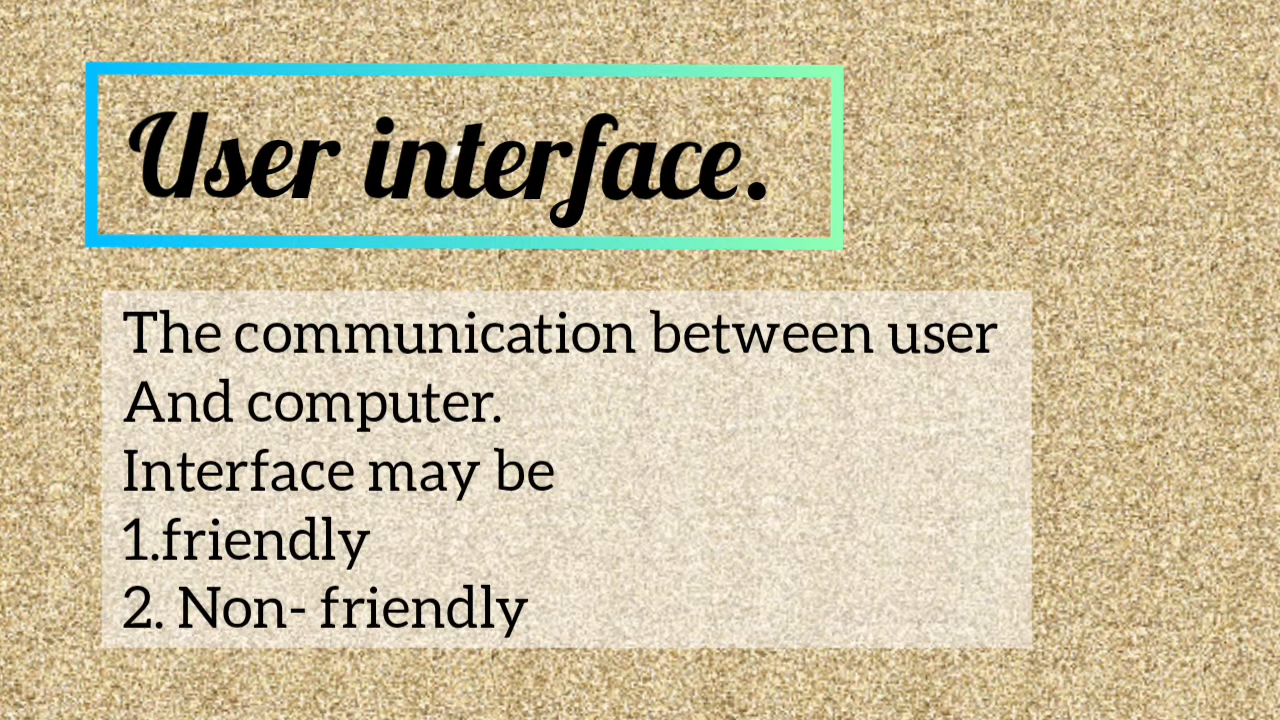 User interface.
The communication between user
And computer.
Interface may be
1.friendly
2. Non- friendly